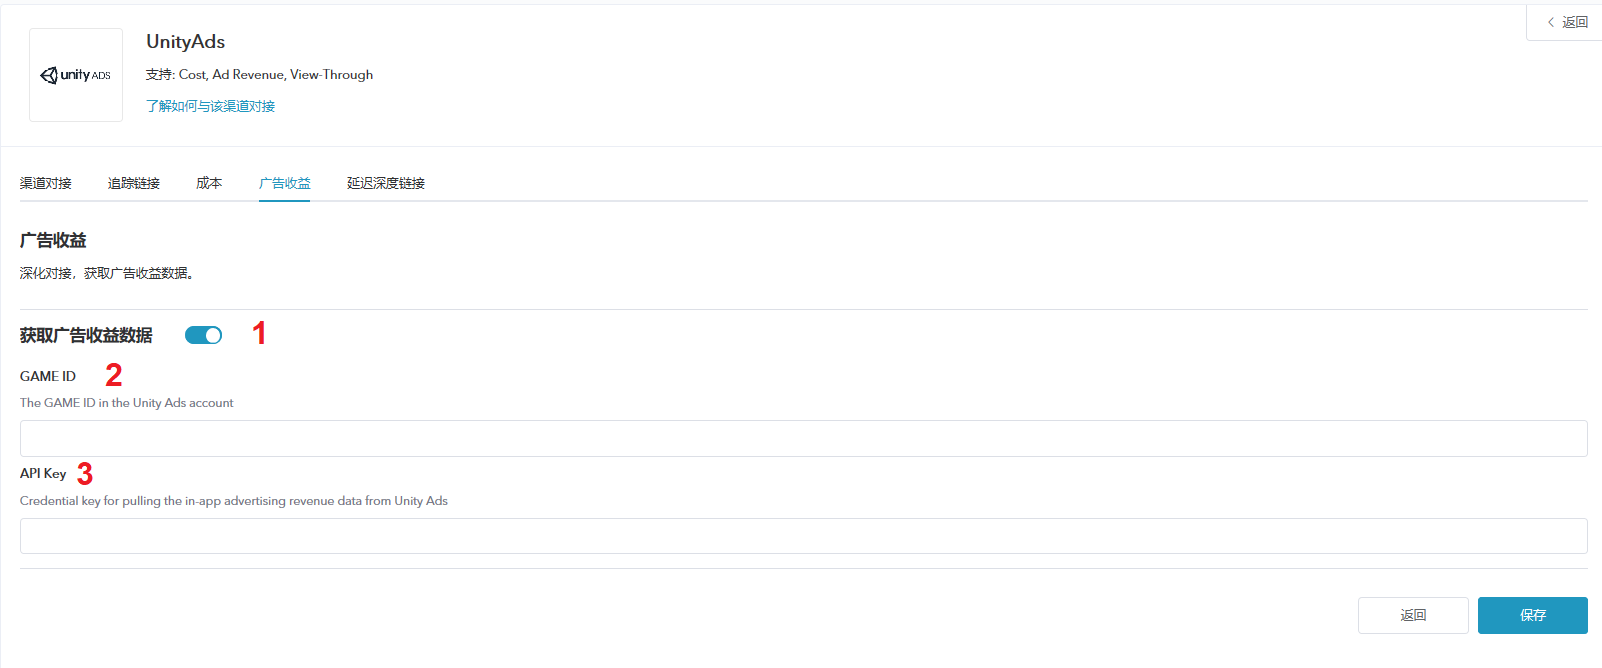 返回
UnityAds
unity ADS
支持: Cost, Ad Revenue, View-Through
了解如何与该渠道对接
渠道对接 追踪链接 成本 广告收益 延迟深度链接
广告收益
深化对接，获取广告收益数据。
获取广告收益数据 1
GAME ID 2
The GAME ID in the Unity Ads account
API Key 3
Credential key for pulling the in-app advertising revenue data from Unity Ads
返回 保存